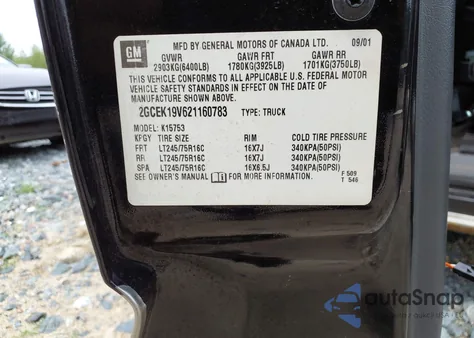 GM
MFD. BY GENERAL MOTORS OF CANADA LTD. 09/01
GVWR GAWR FRT GAWR RR
2903KG(6400LB) 1780KG(3925LB) 1701KG(3750LB)
THIS VEHICLE CONFORMS TO ALL APPLICABLE U.S. FEDERAL MOTOR
VEHICLE SAFETY STANDARDS IN EFFECT ON THE DATE OF
MANUFACTURE SHOWN ABOVE.
2GCEK19V621160783 TYPE: TRUCK
MODEL: K15753
KFYG TIRE SIZE RIM COLD TIRE PRESSURE
FRT LT245/75R16C 16X7J 340KPA(50PSI)
RR LT245/75R16C 16X7J 340KPA(50PSI)
SPA LT245/75R16C 16X6.5J 340KPA(50PSI)
SEE OWNER'S MANUAL FOR MORE INFORMATION.
F 509
T 546
autoSnap